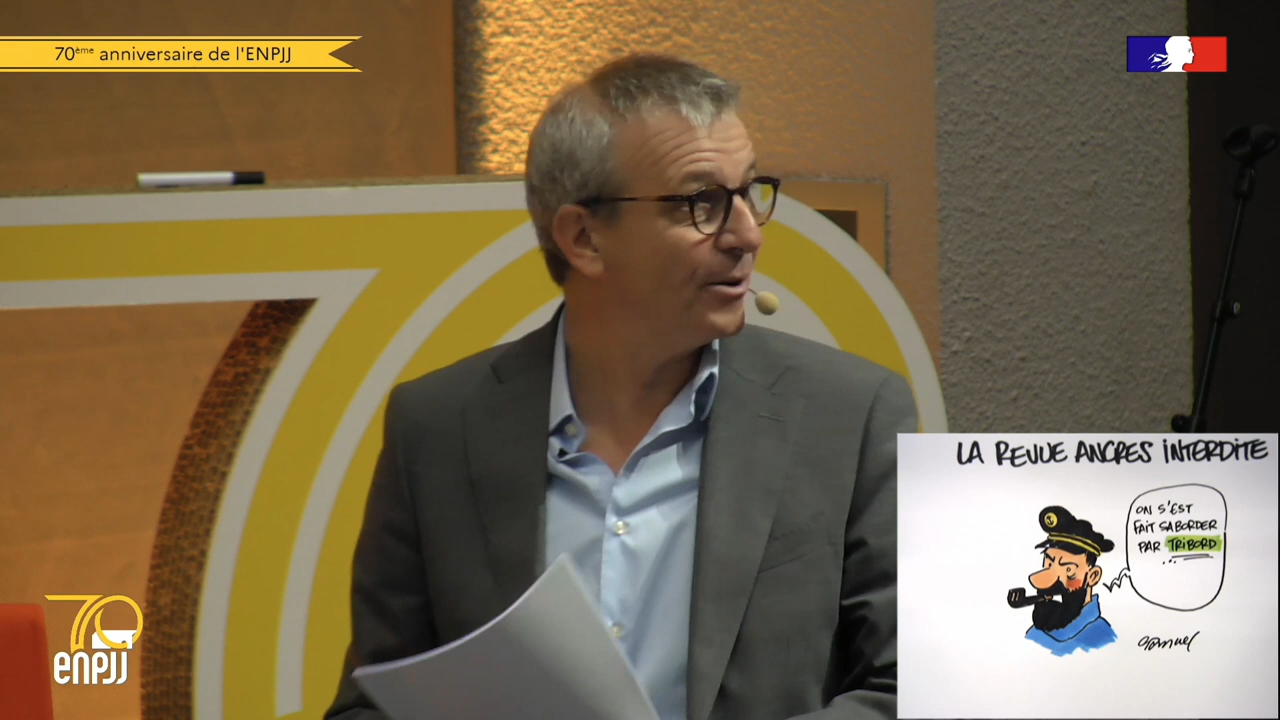 70ème anniversaire de l'ENPJJ
LA REVUE ANCRES INTERDITE
ON S'EST
FAIT SABORDER
PAR TRIBORD
...
70
enpjj